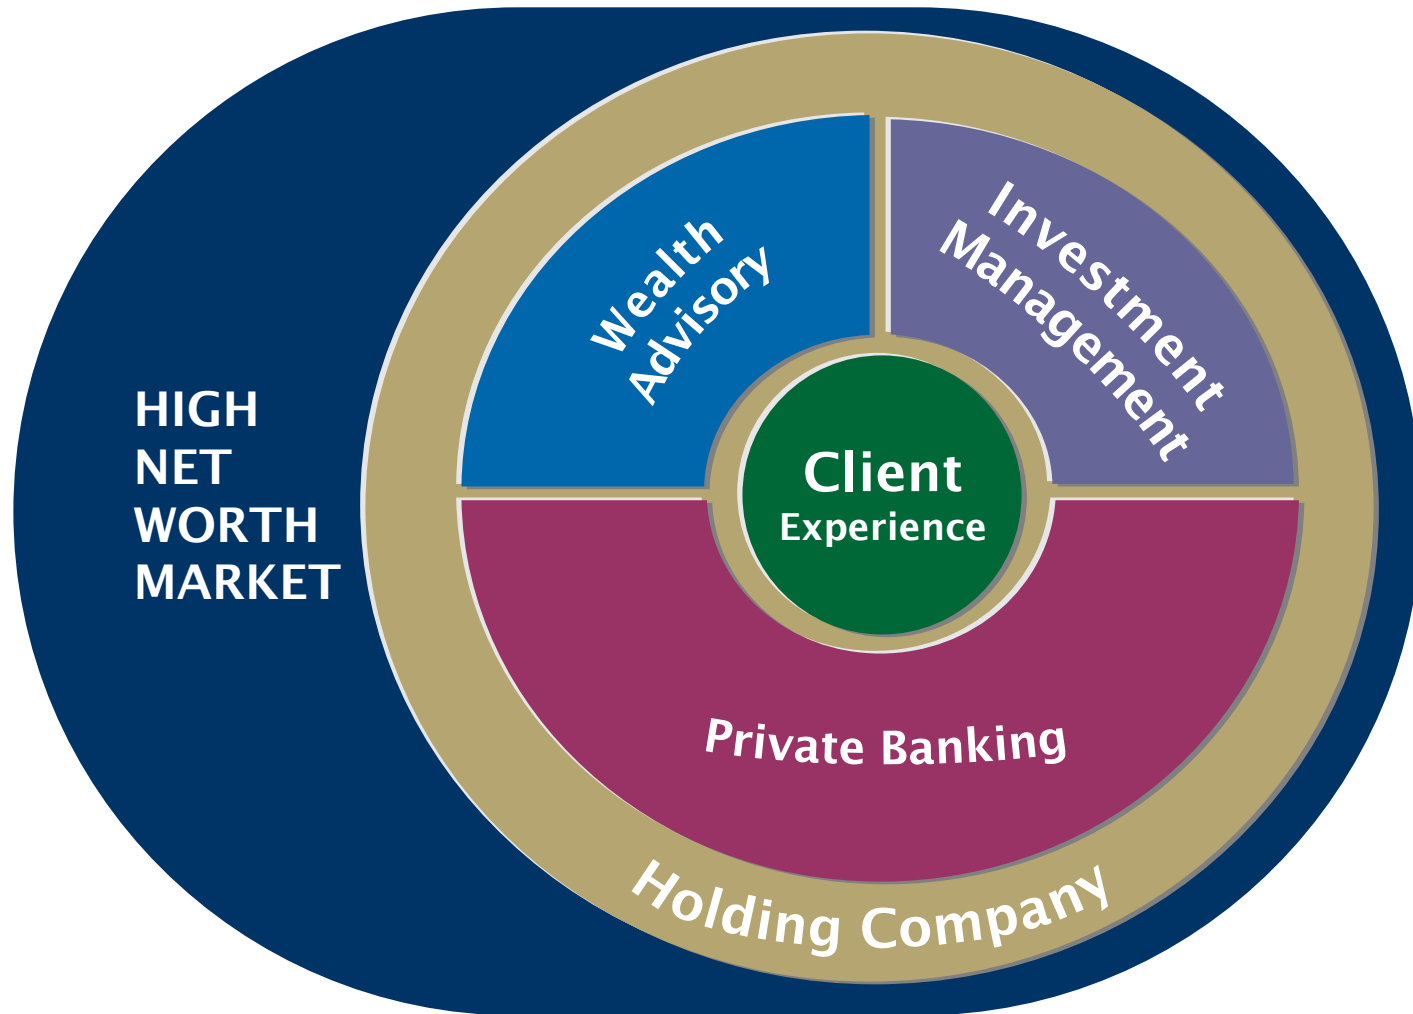 HIGH
NET
WORTH
MARKET
Wealth
Advisory
Investment
Management
Client
Experience
Private Banking
Holding Company